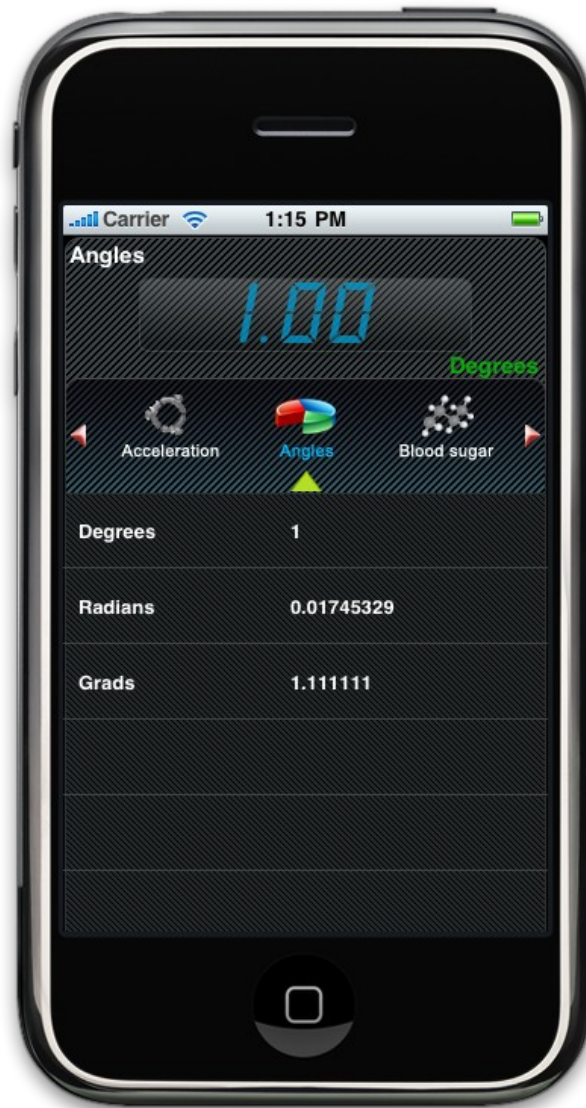 Carrier 1:15 PM
Angles
1.00
Degrees
Acceleration Angles Blood sugar
Degrees 1
Radians 0.01745329
Grads 1.111111